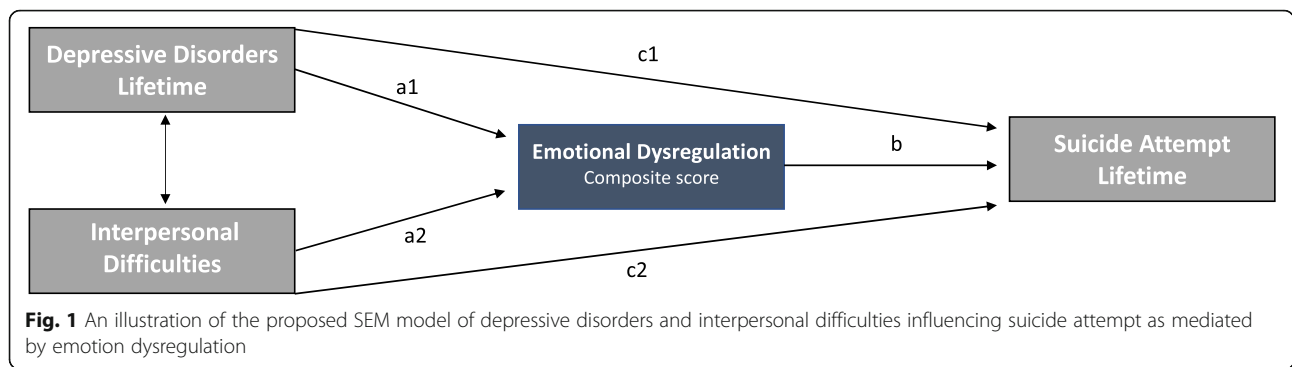 Depressive Disorders
Lifetime
c1
a1
Emotional Dysregulation
Composite score
b
Suicide Attempt
Lifetime
Interpersonal
Difficulties
a2
c2
Fig. 1 An illustration of the proposed SEM model of depressive disorders and interpersonal difficulties influencing suicide attempt as mediated
by emotion dysregulation